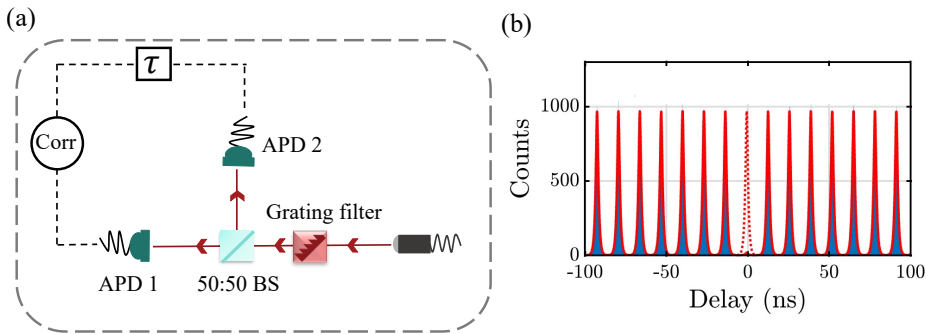 (a)
τ
Corr
APD 2
Grating filter
APD 1
50:50 BS
(b)
Counts
1000
500
0
-100
-50
0
50
100
Delay (ns)